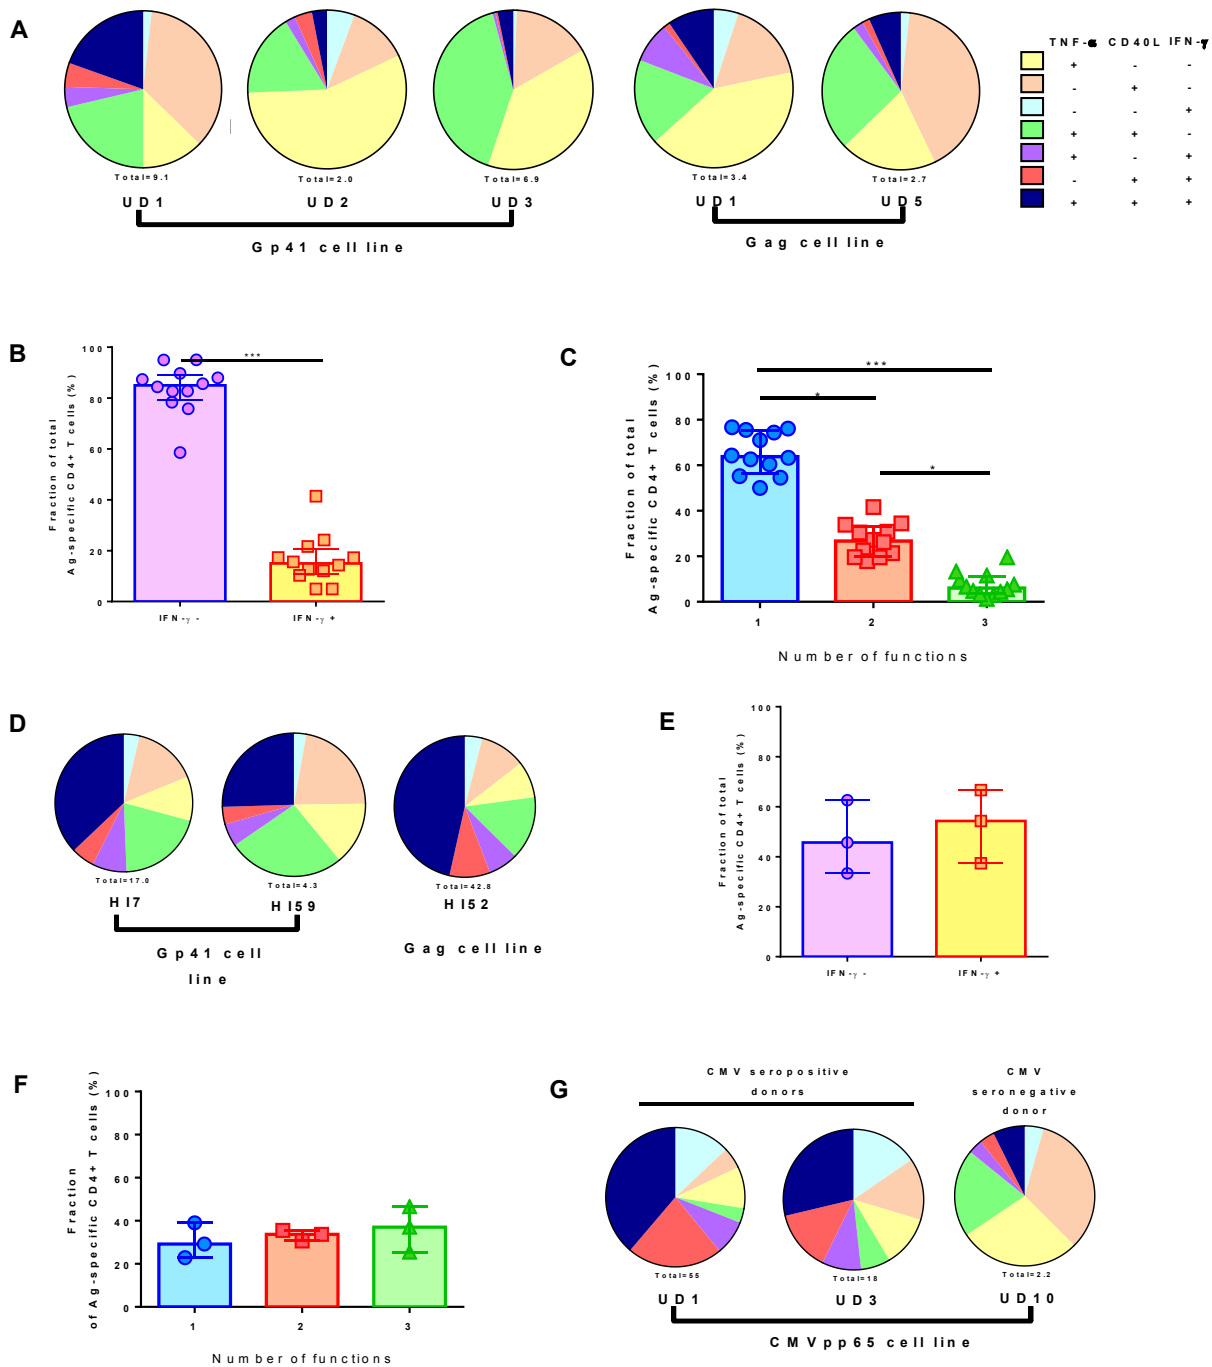 A
TNF-α CD40L IFN-γ
+ - -
- + -
- - +
+ + -
+ - +
- + +
+ + +
Total=9.1
Total=2.0
Total=6.9
Total=3.4
Total=2.7
UD1
UD2
UD3
UD1
UD5
Gp41 cell line
Gag cell line
B
Fraction of total
Ag-specific CD4+ T cells (%)
100
80
60
40
20
0
***
IFN-γ -
IFN-γ +
C
Fraction of total
Ag-specific CD4+ T cells (%)
100
80
60
40
20
0
***
*
*
1
2
3
Number of functions
D
Total=17.0
Total=4.3
Total=42.8
HI7
HI59
HI52
Gp41 cell
line
Gag cell line
E
Fraction of total
Ag-specific CD4+ T cells (%)
100
80
60
40
20
0
IFN-γ -
IFN-γ +
F
Fraction
of Ag-specific CD4+ T cells (%)
100
80
60
40
20
0
1
2
3
Number of functions
G
CMV seropositive
donors
CMV
seronegative
donor
Total=55
Total=18
Total=2.2
UD1
UD3
UD10
CMVpp65 cell line